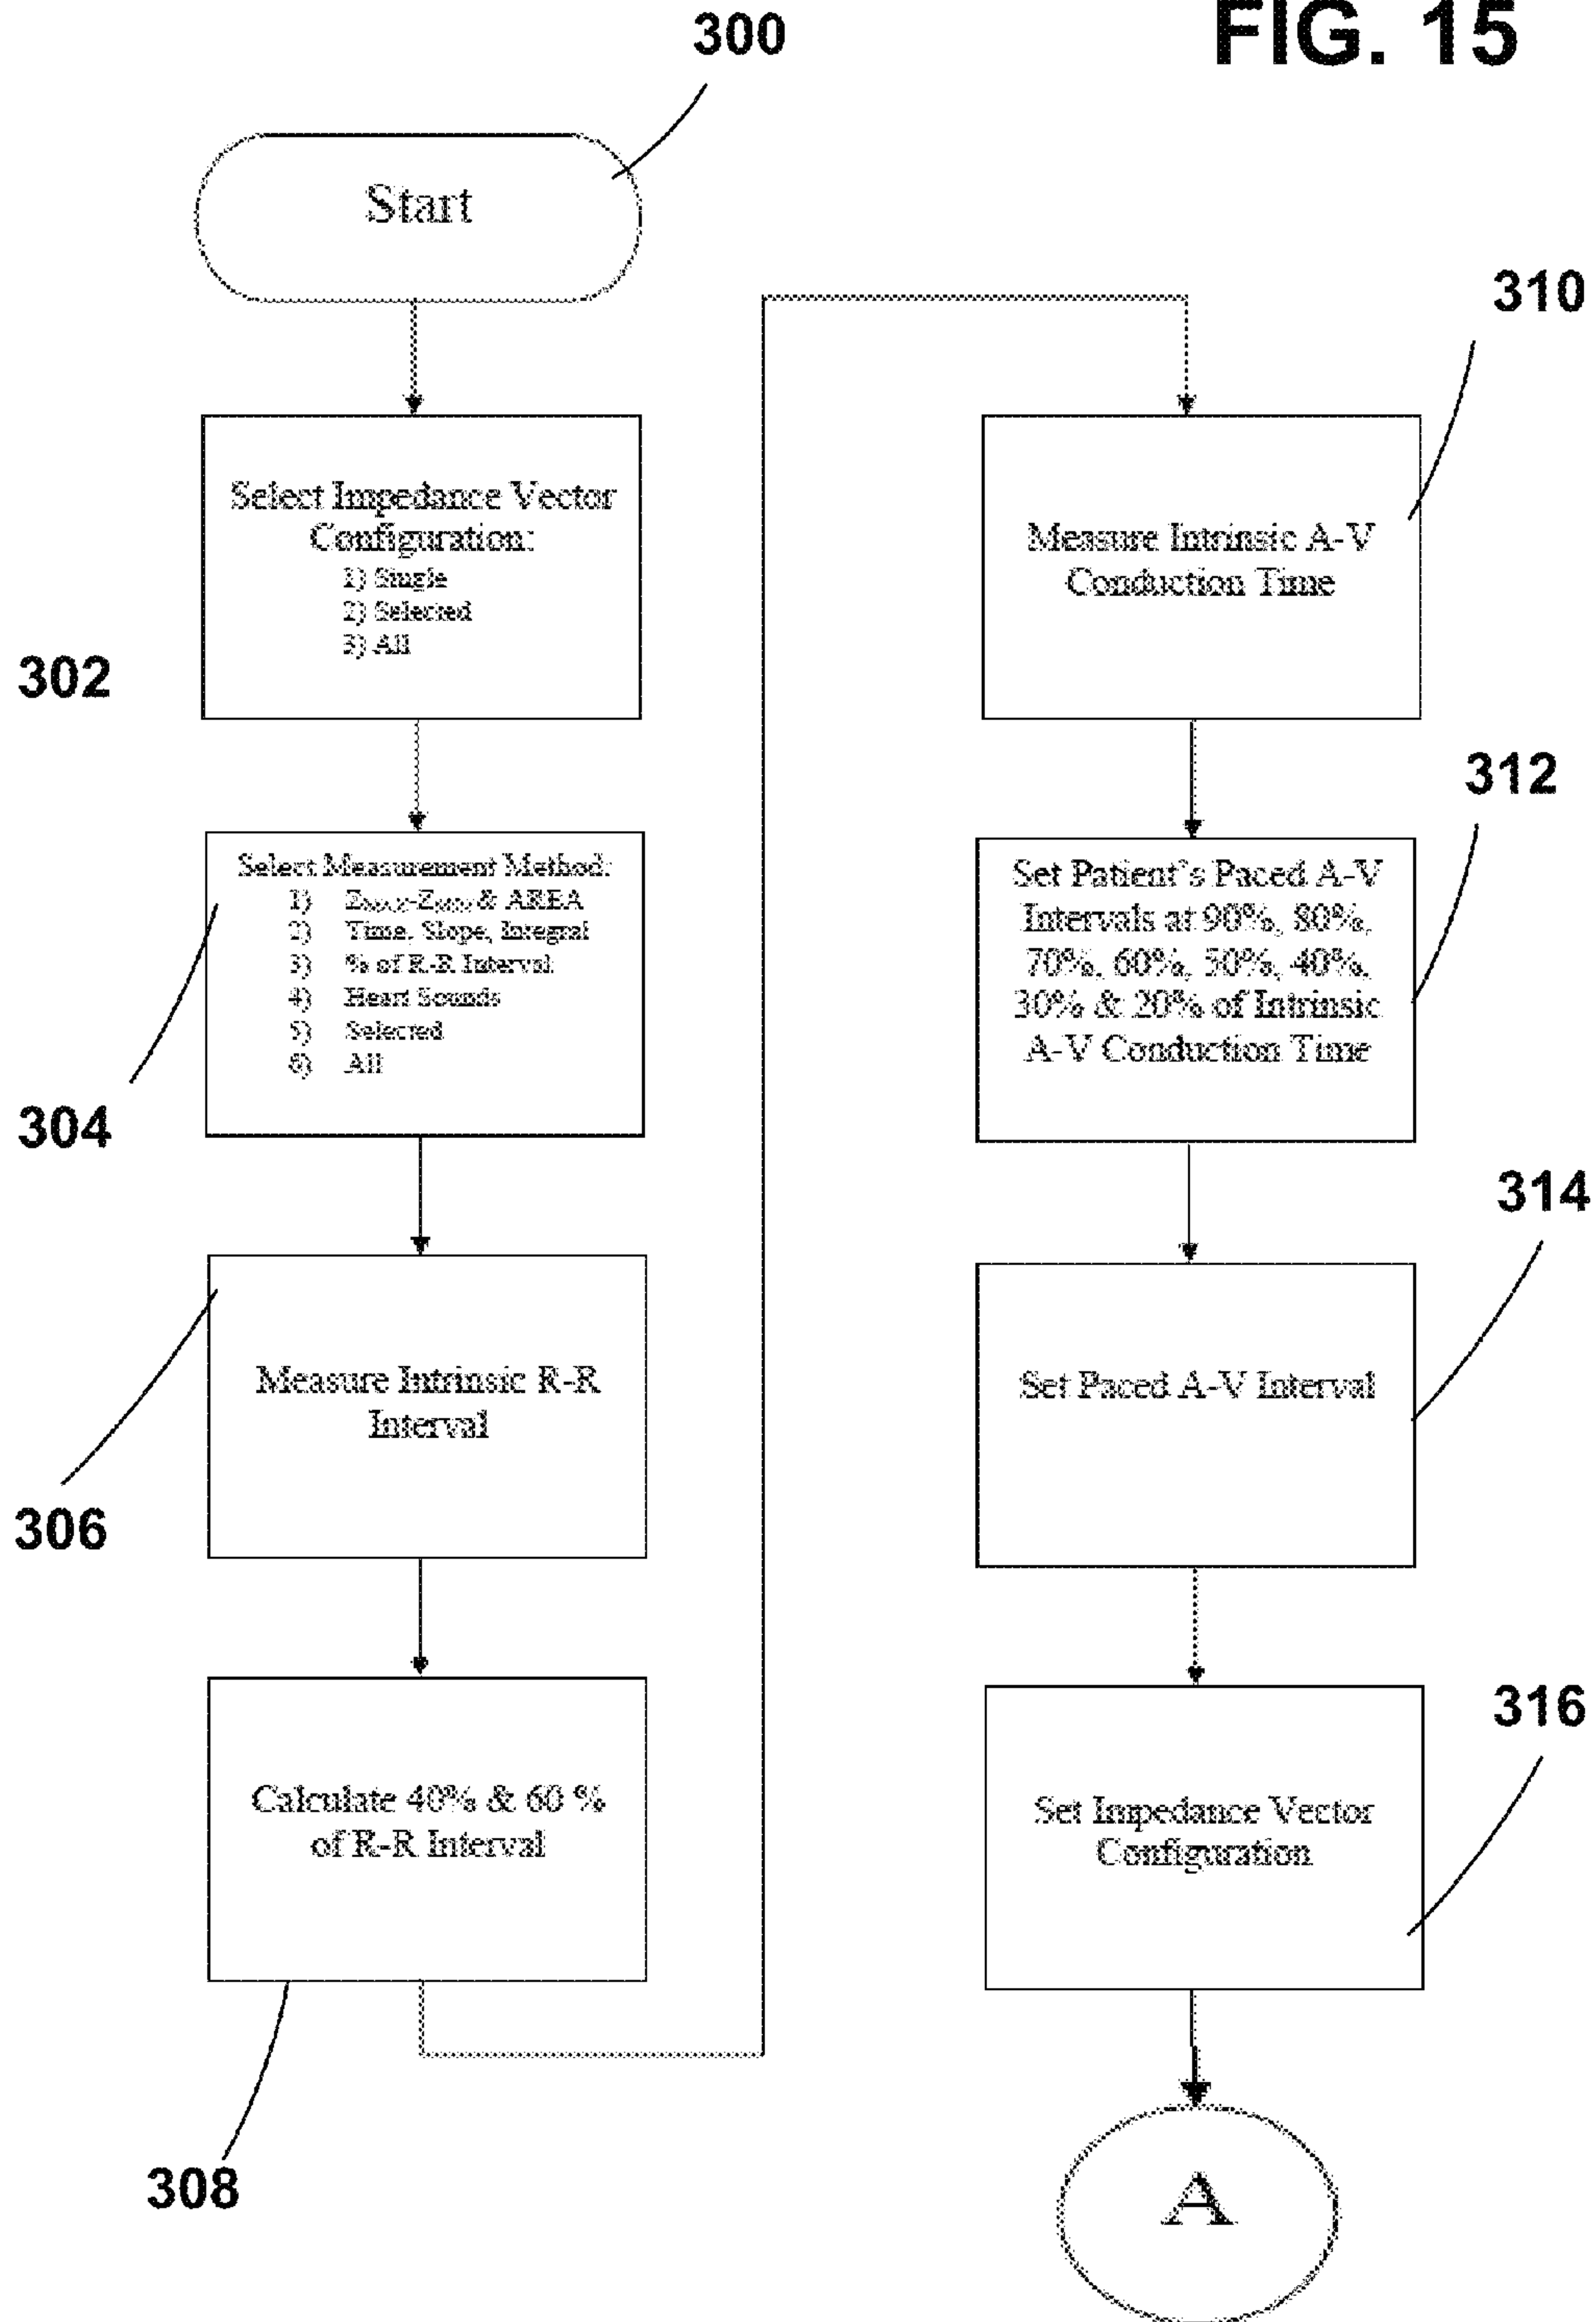 FIG. 15
300
Start
302
Select Impedance Vector
Configuration:
1) Single
2) Selected
3) All
304
Select Measurement Method:
1) ZMAX-ZMIN & AREA
2) Time, Slope, Integral
3) % of R-R Interval
4) Heart Sounds
5) Selected
6) All
306
Measure Intrinsic R-R
Interval
308
Calculate 40% & 60 %
of R-R Interval
310
Measure Intrinsic A-V
Conduction Time
312
Set Patient's Paced A-V
Intervals at 90%, 80%,
70%, 60%, 50%, 40%,
30% & 20% of Intrinsic
A-V Conduction Time
314
Set Paced A-V Interval
316
Set Impedance Vector
Configuration
A